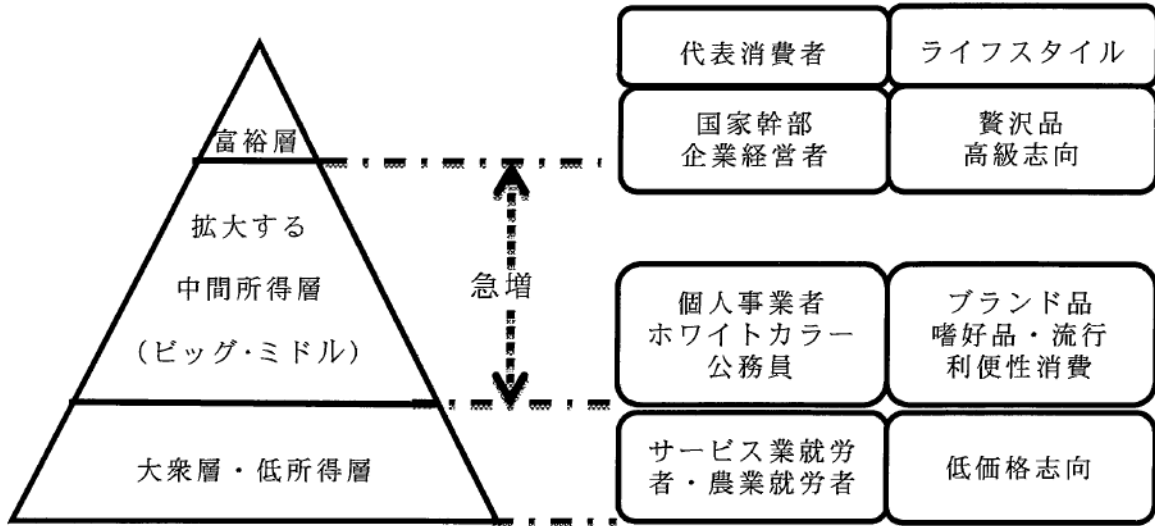 代表消費者
ライフスタイル
富裕層
国家幹部
企業経営者
贅沢品
高級志向
拡大する
中間所得層
(ビッグ・ミドル)
急増
個人事業者
ホワイトカラー
公務員
ブランド品
嗜好品・流行
利便性消費
大衆層・低所得層
サービス業就労
者・農業就労者
低価格志向